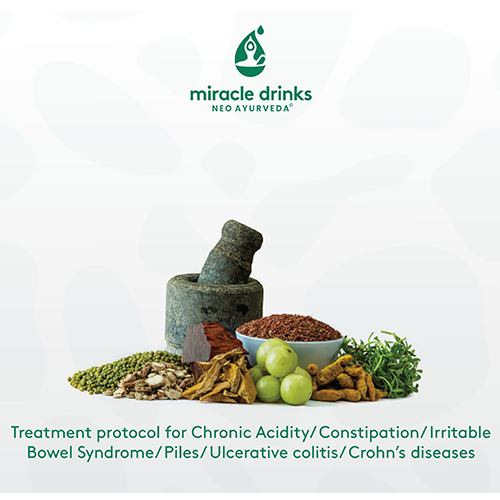 miracle drinks
NEO AYURVEDA©
Treatment protocol for Chronic Acidity/Constipation/Irritable
Bowel Syndrome/Piles/Ulcerative colitis/Crohn's diseases